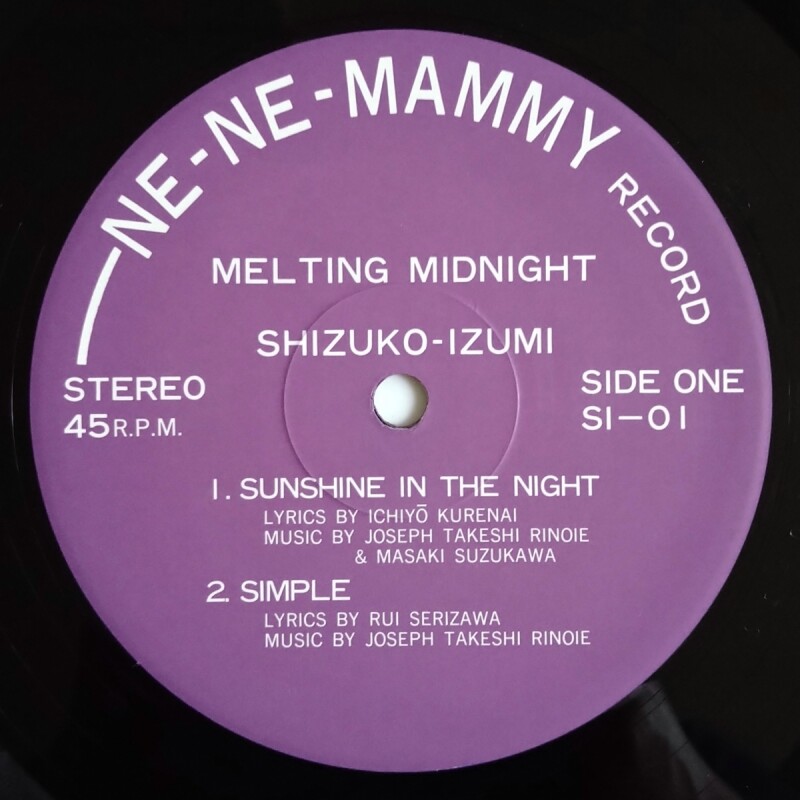 NE-NE-MAMMY RECORD
MELTING MIDNIGHT
SHIZUKO-IZUMI
STEREO
45 R.P.M.
SIDE ONE
SI-01
1. SUNSHINE IN THE NIGHT
LYRICS BY ICHIYŌ KURENAI
MUSIC BY JOSEPH TAKESHI RINOIE
& MASAKI SUZUKAWA
2. SIMPLE
LYRICS BY RUI SERIZAWA
MUSIC BY JOSEPH TAKESHI RINOIE